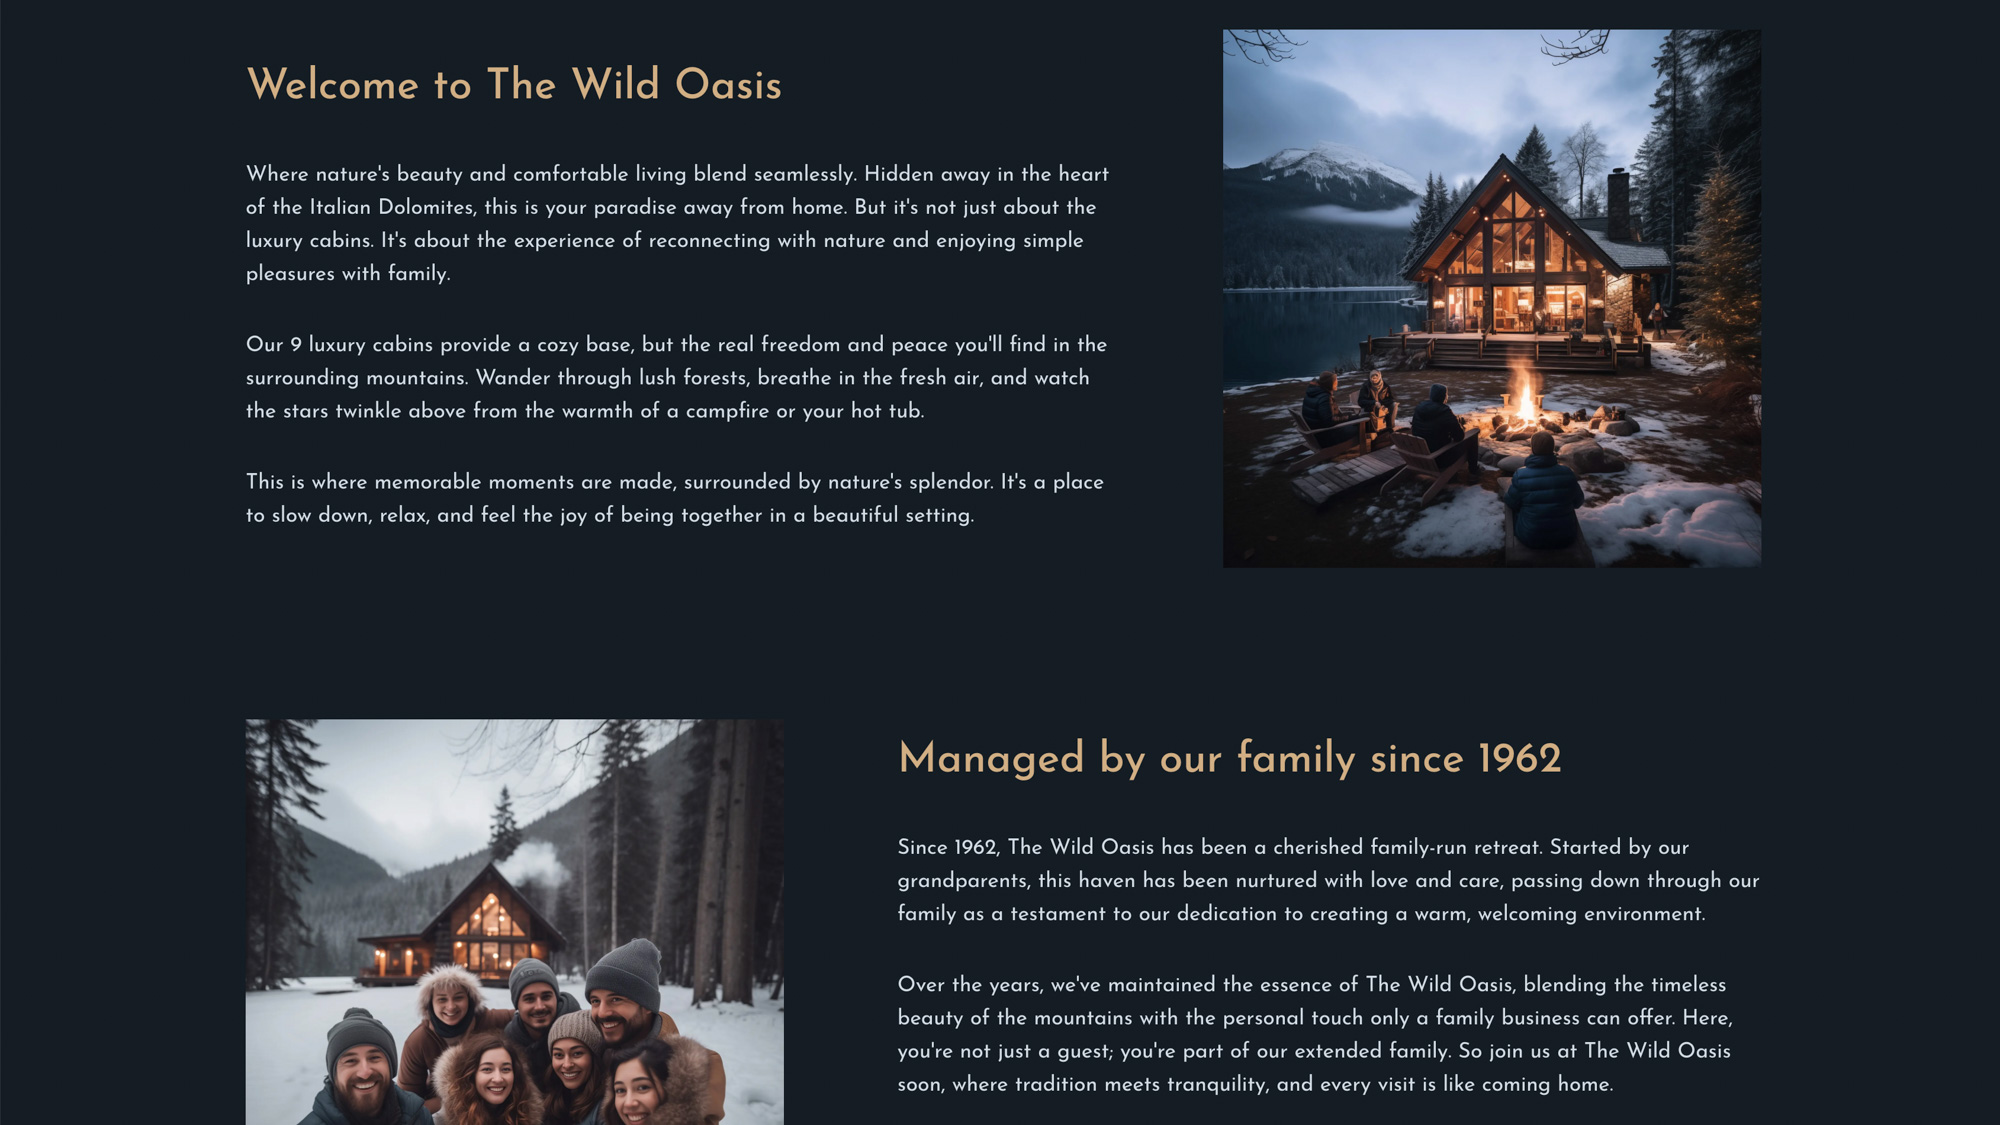 Welcome to The Wild Oasis
Where nature's beauty and comfortable living blend seamlessly. Hidden away in the heart
of the Italian Dolomites, this is your paradise away from home. But it's not just about the
luxury cabins. It's about the experience of reconnecting with nature and enjoying simple
pleasures with family.
Our 9 luxury cabins provide a cozy base, but the real freedom and peace you'll find in the
surrounding mountains. Wander through lush forests, breathe in the fresh air, and watch
the stars twinkle above from the warmth of a campfire or your hot tub.
This is where memorable moments are made, surrounded by nature's splendor. It's a place
to slow down, relax, and feel the joy of being together in a beautiful setting.
Managed by our family since 1962
Since 1962, The Wild Oasis has been a cherished family-run retreat. Started by our
grandparents, this haven has been nurtured with love and care, passing down through our
family as a testament to our dedication to creating a warm, welcoming environment.
Over the years, we've maintained the essence of The Wild Oasis, blending the timeless
beauty of the mountains with the personal touch only a family business can offer. Here,
you're not just a guest; you're part of our extended family. So join us at The Wild Oasis
soon, where tradition meets tranquility, and every visit is like coming home.